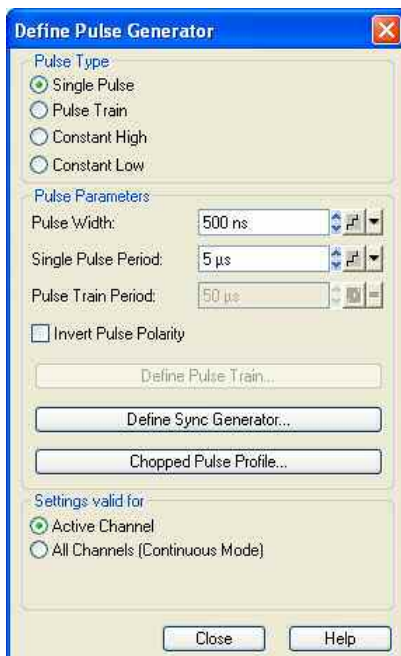 Define Pulse Generator
Pulse Type
Single Pulse
Pulse Train
Constant High
Constant Low
Pulse Parameters
Pulse Width: 500 ns
Single Pulse Period: 5 µs
Pulse Train Period: 50 µs
Invert Pulse Polarity
Define Pulse Train...
Define Sync Generator...
Chopped Pulse Profile...
Settings valid for
Active Channel
All Channels (Continuous Mode)
Close Help